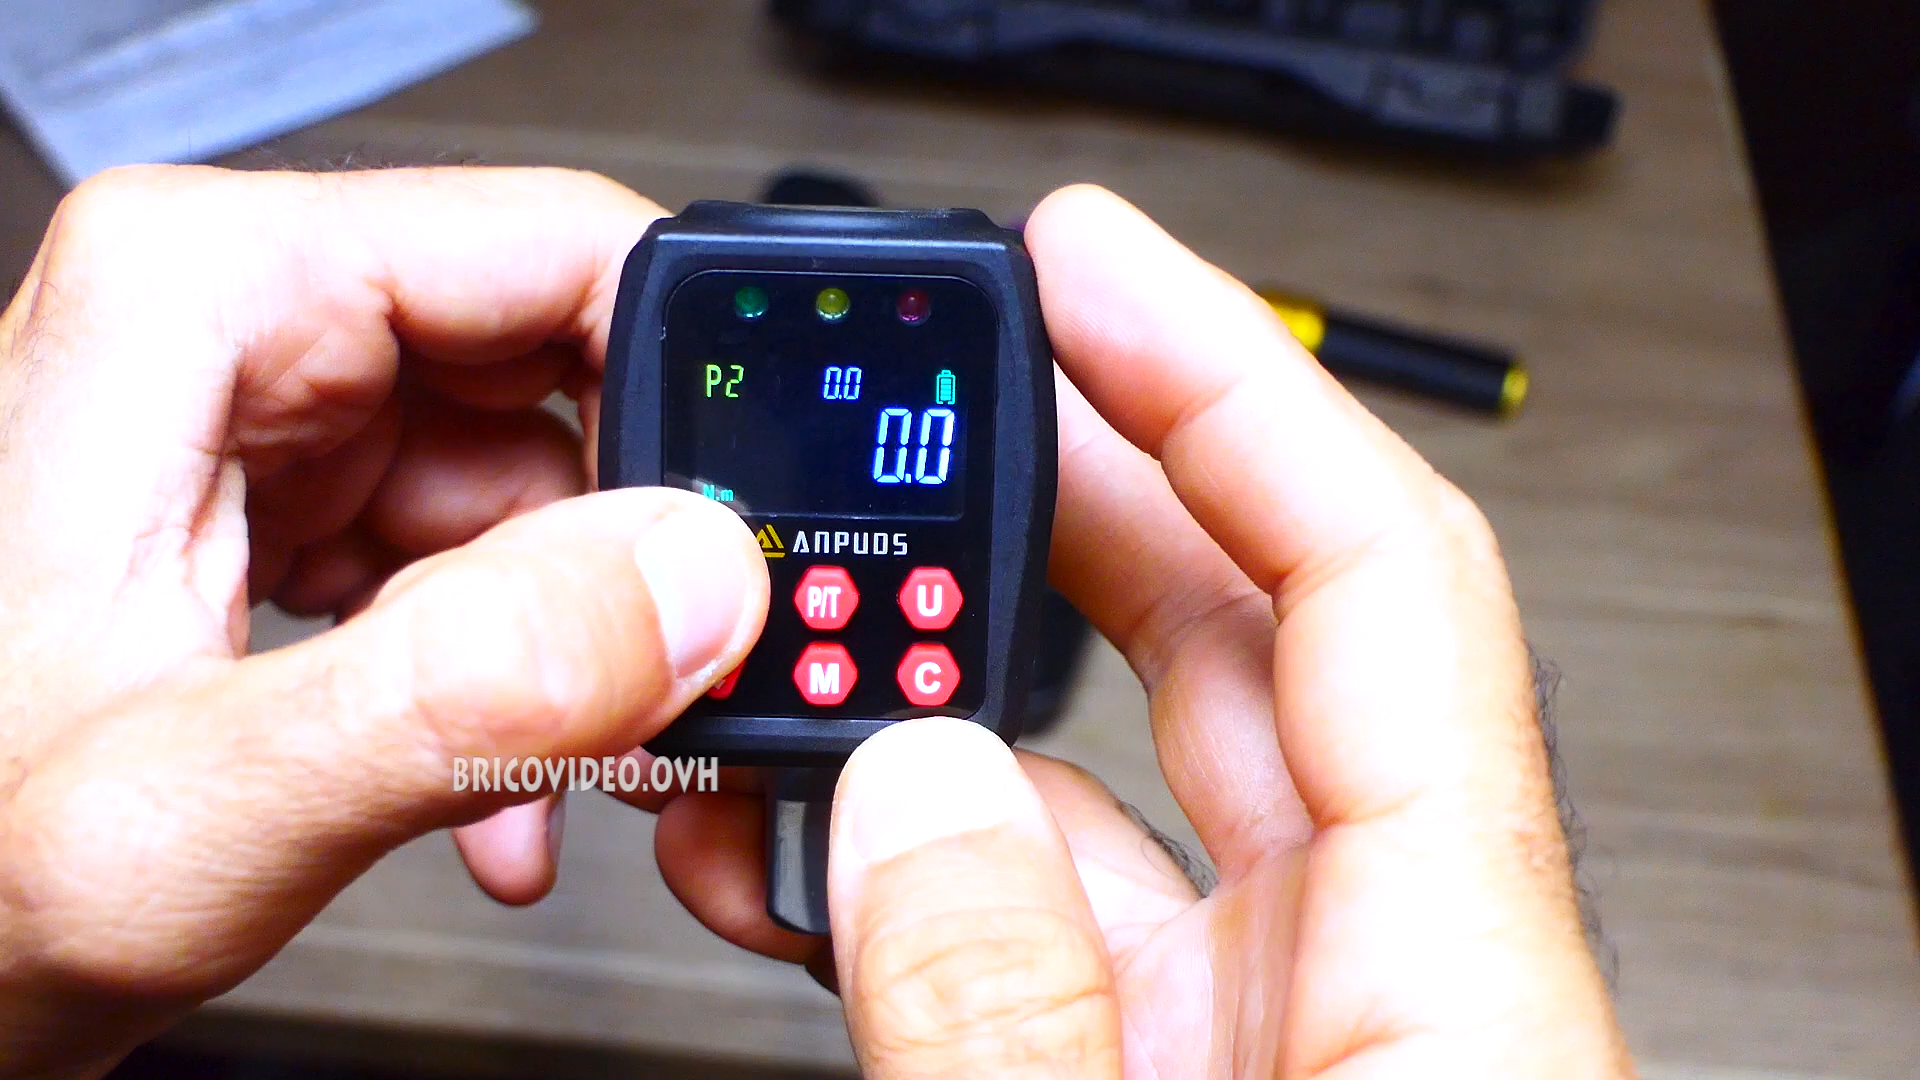 P2 0.0
0.0
N.m
ANPUDS
P/T U
M C
BRICOVIDEO.OVH